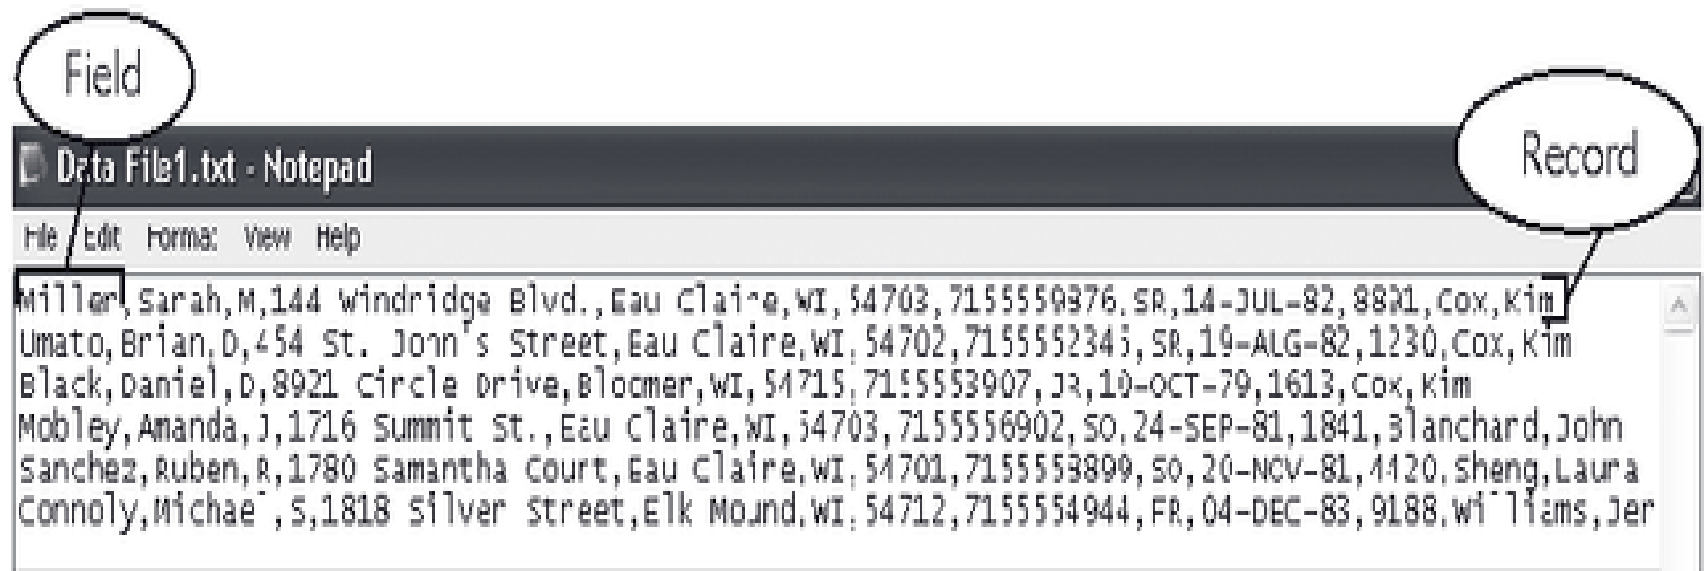 Field
Record
Data File1.txt - Notepad
File Edit Format View Help
Miller,Sarah,M,144 Windridge Blvd.,Eau Claire,WI,54703,7155559876,SR,14-JUL-82,8891,Cox,Kim
Umato,Brian,D,454 St. John's Street,Eau Claire,WI,54702,7155552345,SR,19-AUG-82,1230,Cox,Kim
Black,Daniel,D,8921 Circle Drive,Bloomer,WI,54715,7155553907,JR,10-OCT-79,1613,Cox,Kim
Mobley,Amanda,J,1716 Summit St.,Eau Claire,WI,54703,7155556902,SO,24-SEP-81,1841,Blanchard,John
Sanchez,Ruben,R,1780 Samantha Court,Eau Claire,WI,54701,7155558899,SO,20-NOV-81,4420,Sheng,Laura
Connoly,Michael,S,1818 Silver Street,Elk Mound,WI,54712,7155554944,FR,04-DEC-83,9188,Williams,Jer